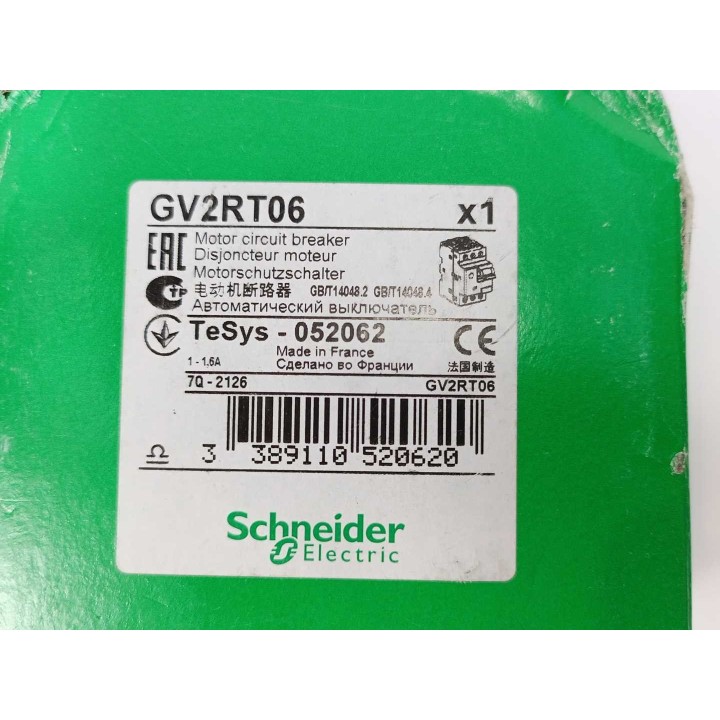 GV2RT06 x1
EAC Motor circuit breaker
Disjoncteur moteur
Motorschutzschalter
CTP 电动机断路器 GB/T14048.2 GB/T14048.4
Автоматический выключатель
TeSys - 052062 CE
Made in France
1 - 1,6A Сделано во Франции 法国制造
7Q - 2126 GV2RT06
3 389110 520620
Schneider
Electric